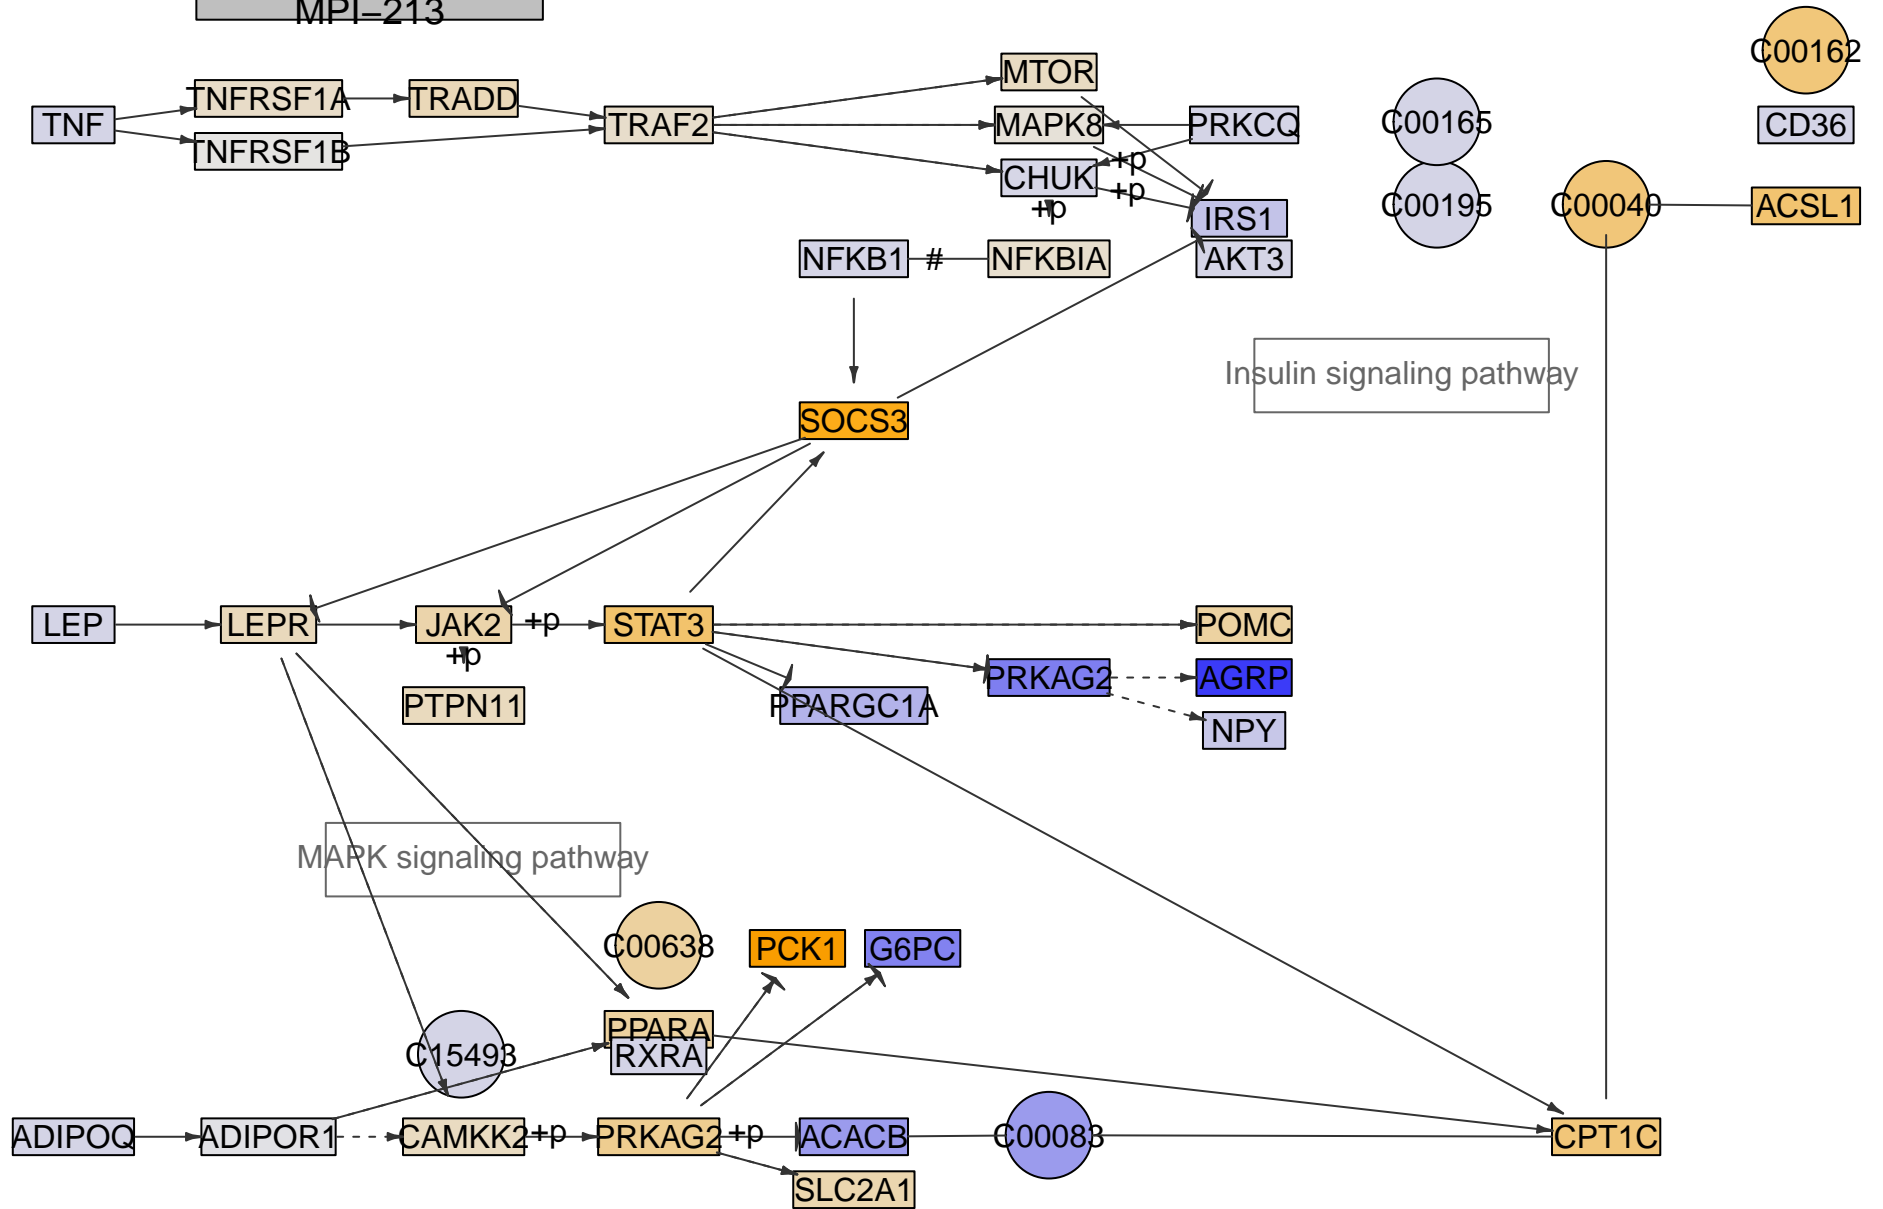 MPI–213
C00162
TNFRSF1A
TRADD
MTOR
TNF
TRAF2
MAPK8
PRKCQ
C00165
CD36
TNFRSF1B
+p
CHUK
+p
+p
IRS1
C00195
C00040
ACSL1
NFKB1
#
NFKBIA
AKT3
Insulin signaling pathway
SOCS3
LEP
LEPR
JAK2
+p
STAT3
POMC
+p
PRKAG2
AGRP
PTPN11
PPARGC1A
NPY
MAPK signaling pathway
C00638
PCK1
G6PC
PPARA
C15493
RXRA
ADIPOQ
ADIPOR1
CAMKK2
+p
PRKAG2
+p
ACACB
C00083
CPT1C
SLC2A1